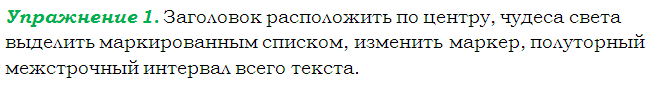 Упражнение 1. Заголовок расположить по центру, чудеса света
выделить маркированным списком, изменить маркер, полуторный
межстрочный интервал всего текста.